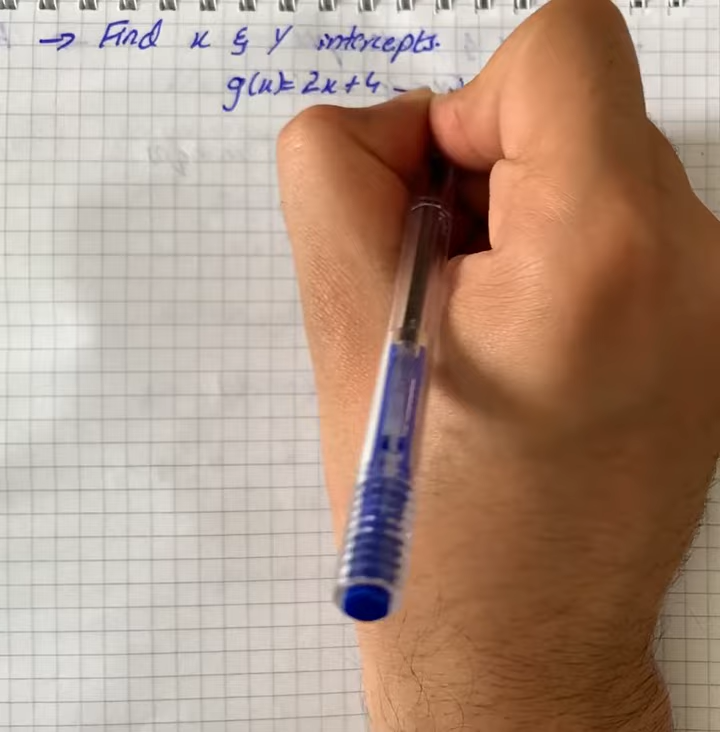 → Find x & y intercepts.
g(x)= 2x+4 –